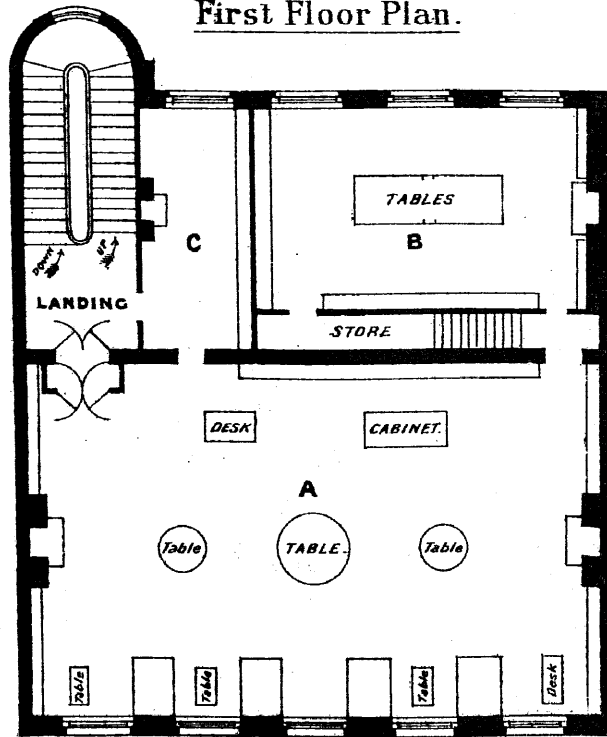 First Floor Plan.
TABLES
C
B
DOWN
UP
LANDING
STORE
DESK
CABINET.
A
Table
TABLE.
Table
Table
Table
Table
Desk